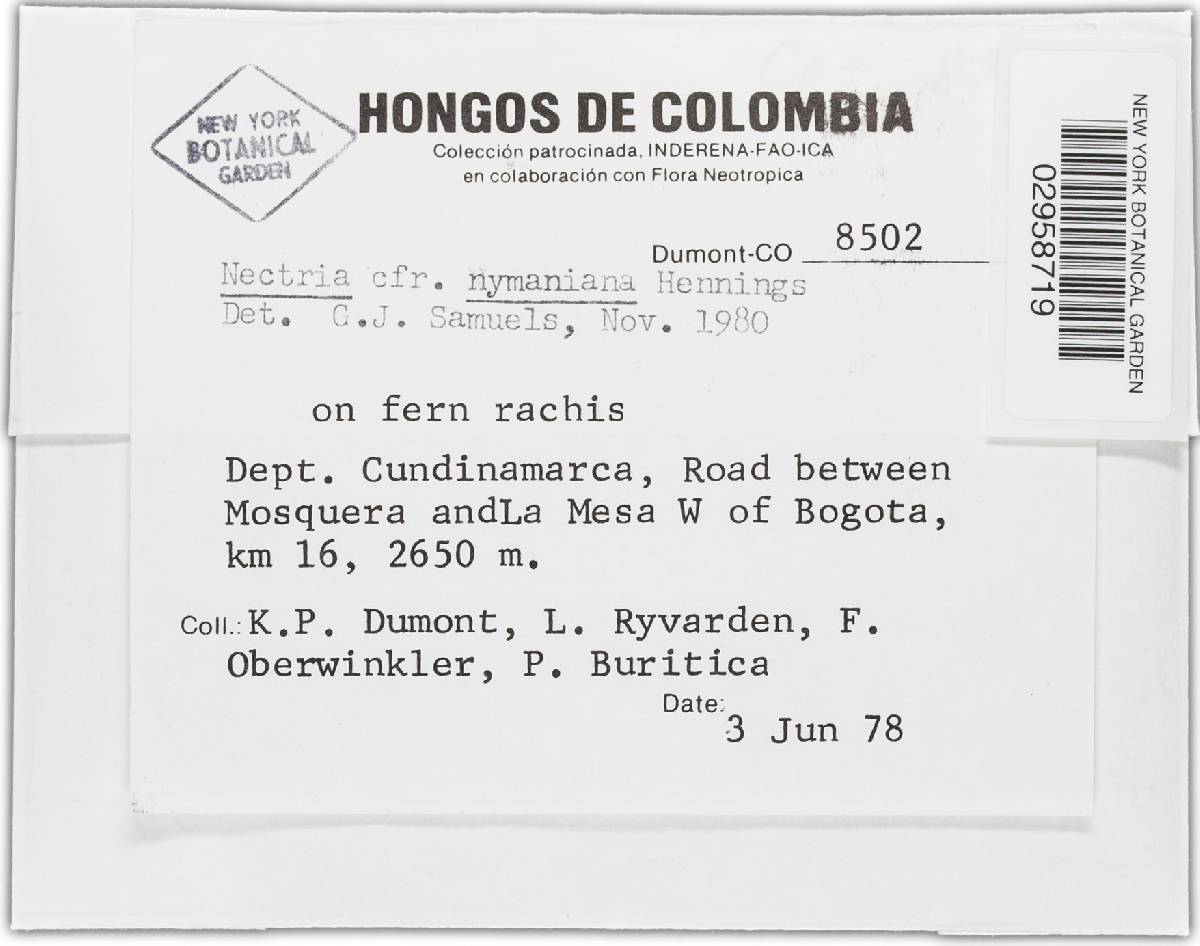 NEW YORK
BOTANICAL
GARDEN
HONGOS DE COLOMBIA
Colección patrocinada, INDERENA-FAO-ICA
en colaboración con Flora Neotropica
Dumont-CO 8502
Nectria cfr. nymaniana Hennings
Det. G.J. Samuels, Nov. 1980
on fern rachis
Dept. Cundinamarca, Road between
Mosquera andLa Mesa W of Bogota,
km 16, 2650 m.
Coll.: K.P. Dumont, L. Ryvarden, F.
Oberwinkler, P. Buritica
Date:
3 Jun 78
NEW YORK BOTANICAL GARDEN
02958719